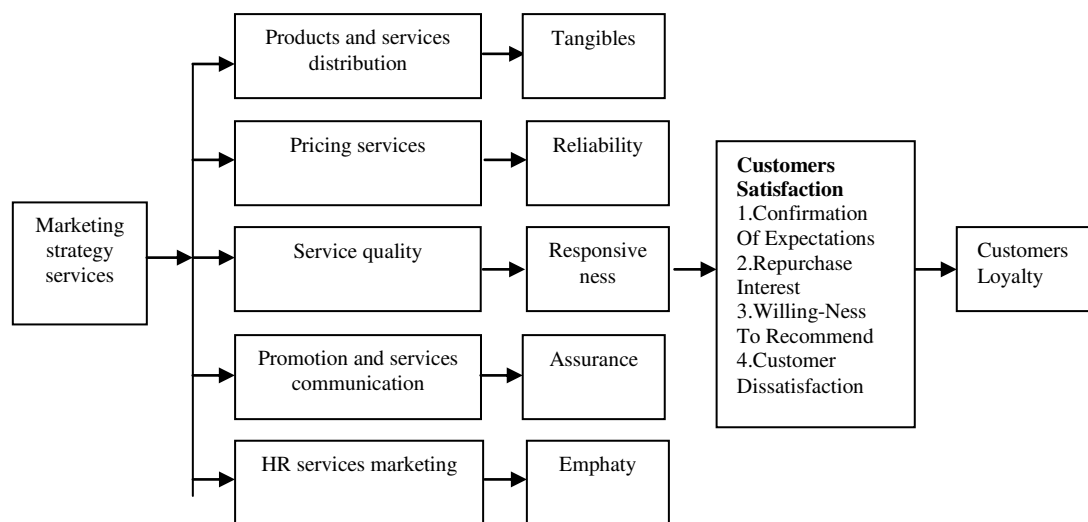 Marketing
strategy
services
Products and services
distribution
Tangibles
Pricing services
Reliability
Service quality
Responsive
ness
Promotion and services
communication
Assurance
HR services marketing
Emphaty
Customers
Satisfaction
1.Confirmation
Of Expectations
2.Repurchase
Interest
3.Willing-Ness
To Recommend
4.Customer
Dissatisfaction
Customers
Loyalty